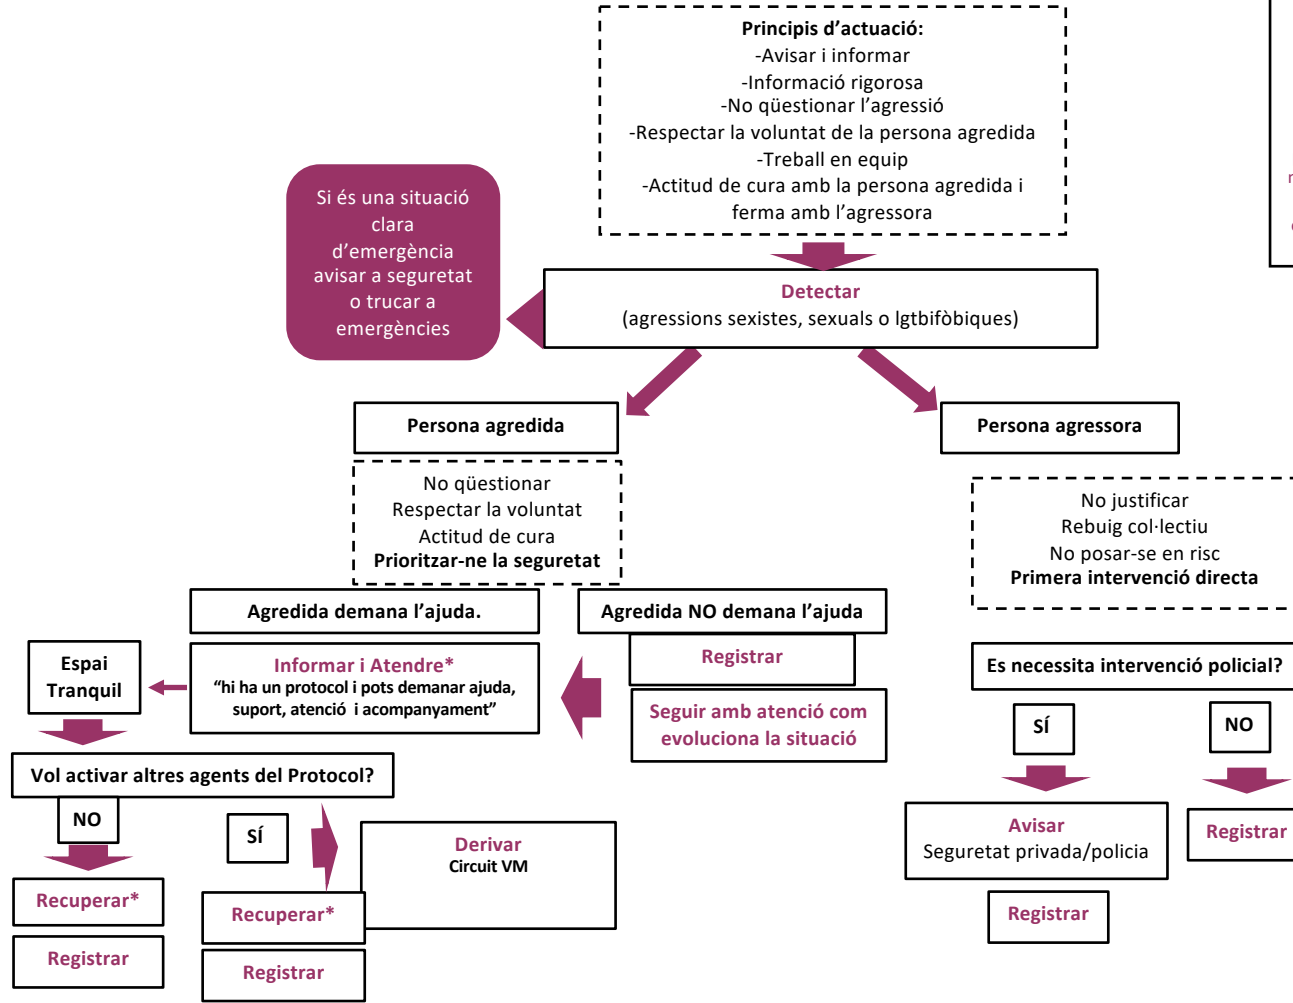 Principis d’actuació:
-Avisar i informar
-Informació rigorosa
-No qüestionar l’agressió
-Respectar la voluntat de la persona agredida
-Treball en equip
-Actitud de cura amb la persona agredida i
ferma amb l’agressora
Si és una situació
clara
d’emergència
avisar a seguretat
o trucar a
emergències
Detectar
(agressions sexistes, sexuals o lgtbifòbiques)
Persona agredida
No qüestionar
Respectar la voluntat
Actitud de cura
Prioritzar-ne la seguretat
Persona agressora
No justificar
Rebuig col·lectiu
No posar-se en risc
Primera intervenció directa
Agredida demana l’ajuda.
Informar i Atendre*
“hi ha un protocol i pots demanar ajuda,
suport, atenció i acompanyament”
Agredida NO demana l’ajuda
Registrar
Seguir amb atenció com
evoluciona la situació
Espai
Tranquil
Vol activar altres agents del Protocol?
NO
Recuperar*
Registrar
SÍ
Derivar
Circuit VM
Recuperar*
Registrar
Es necessita intervenció policial?
SÍ
Avisar
Seguretat privada/policia
Registrar
NO
Registrar